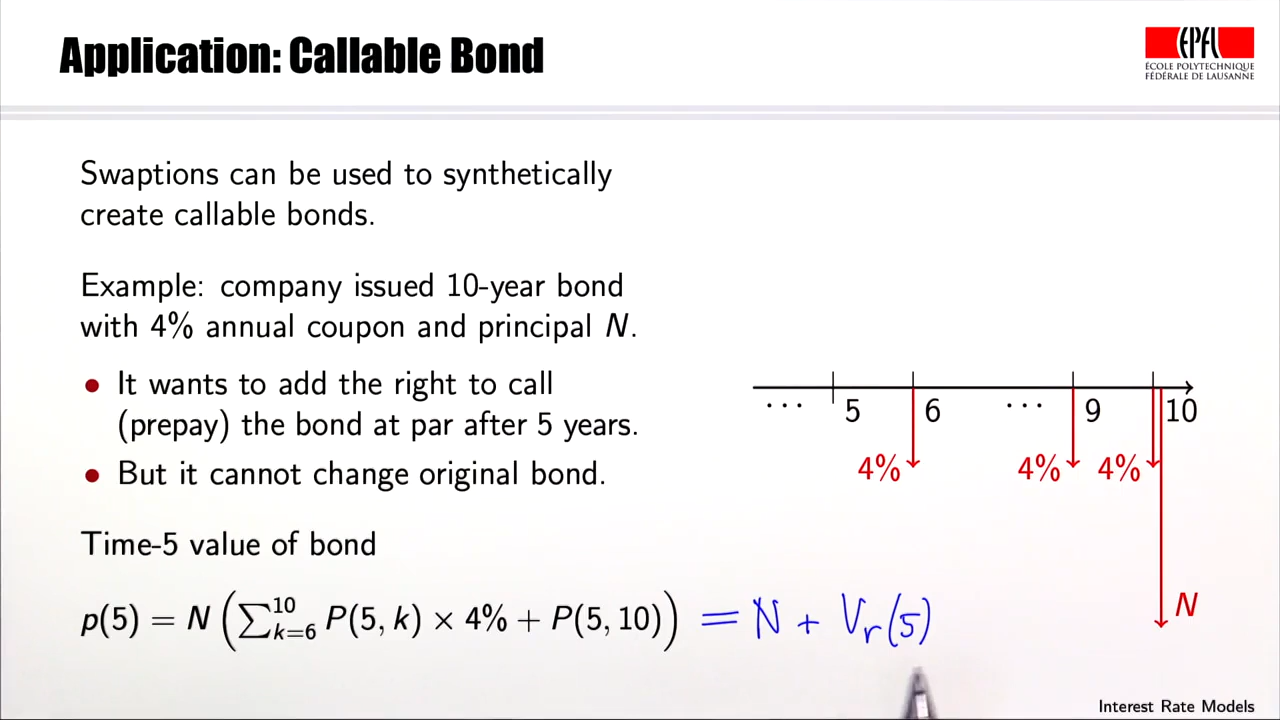 Application: Callable Bond
EPFL
ÉCOLE POLYTECHNIQUE
FÉDÉRALE DE LAUSANNE
Swaptions can be used to synthetically
create callable bonds.
Example: company issued 10-year bond
with 4% annual coupon and principal N.
• It wants to add the right to call
(prepay) the bond at par after 5 years.
• But it cannot change original bond.
Time-5 value of bond
p(5) = N (∑_{k=6}^{10} P(5, k) × 4% + P(5, 10)) = N + V_r(5)
··· 5 6 ··· 9 10
4% 4% 4%
N
Interest Rate Models